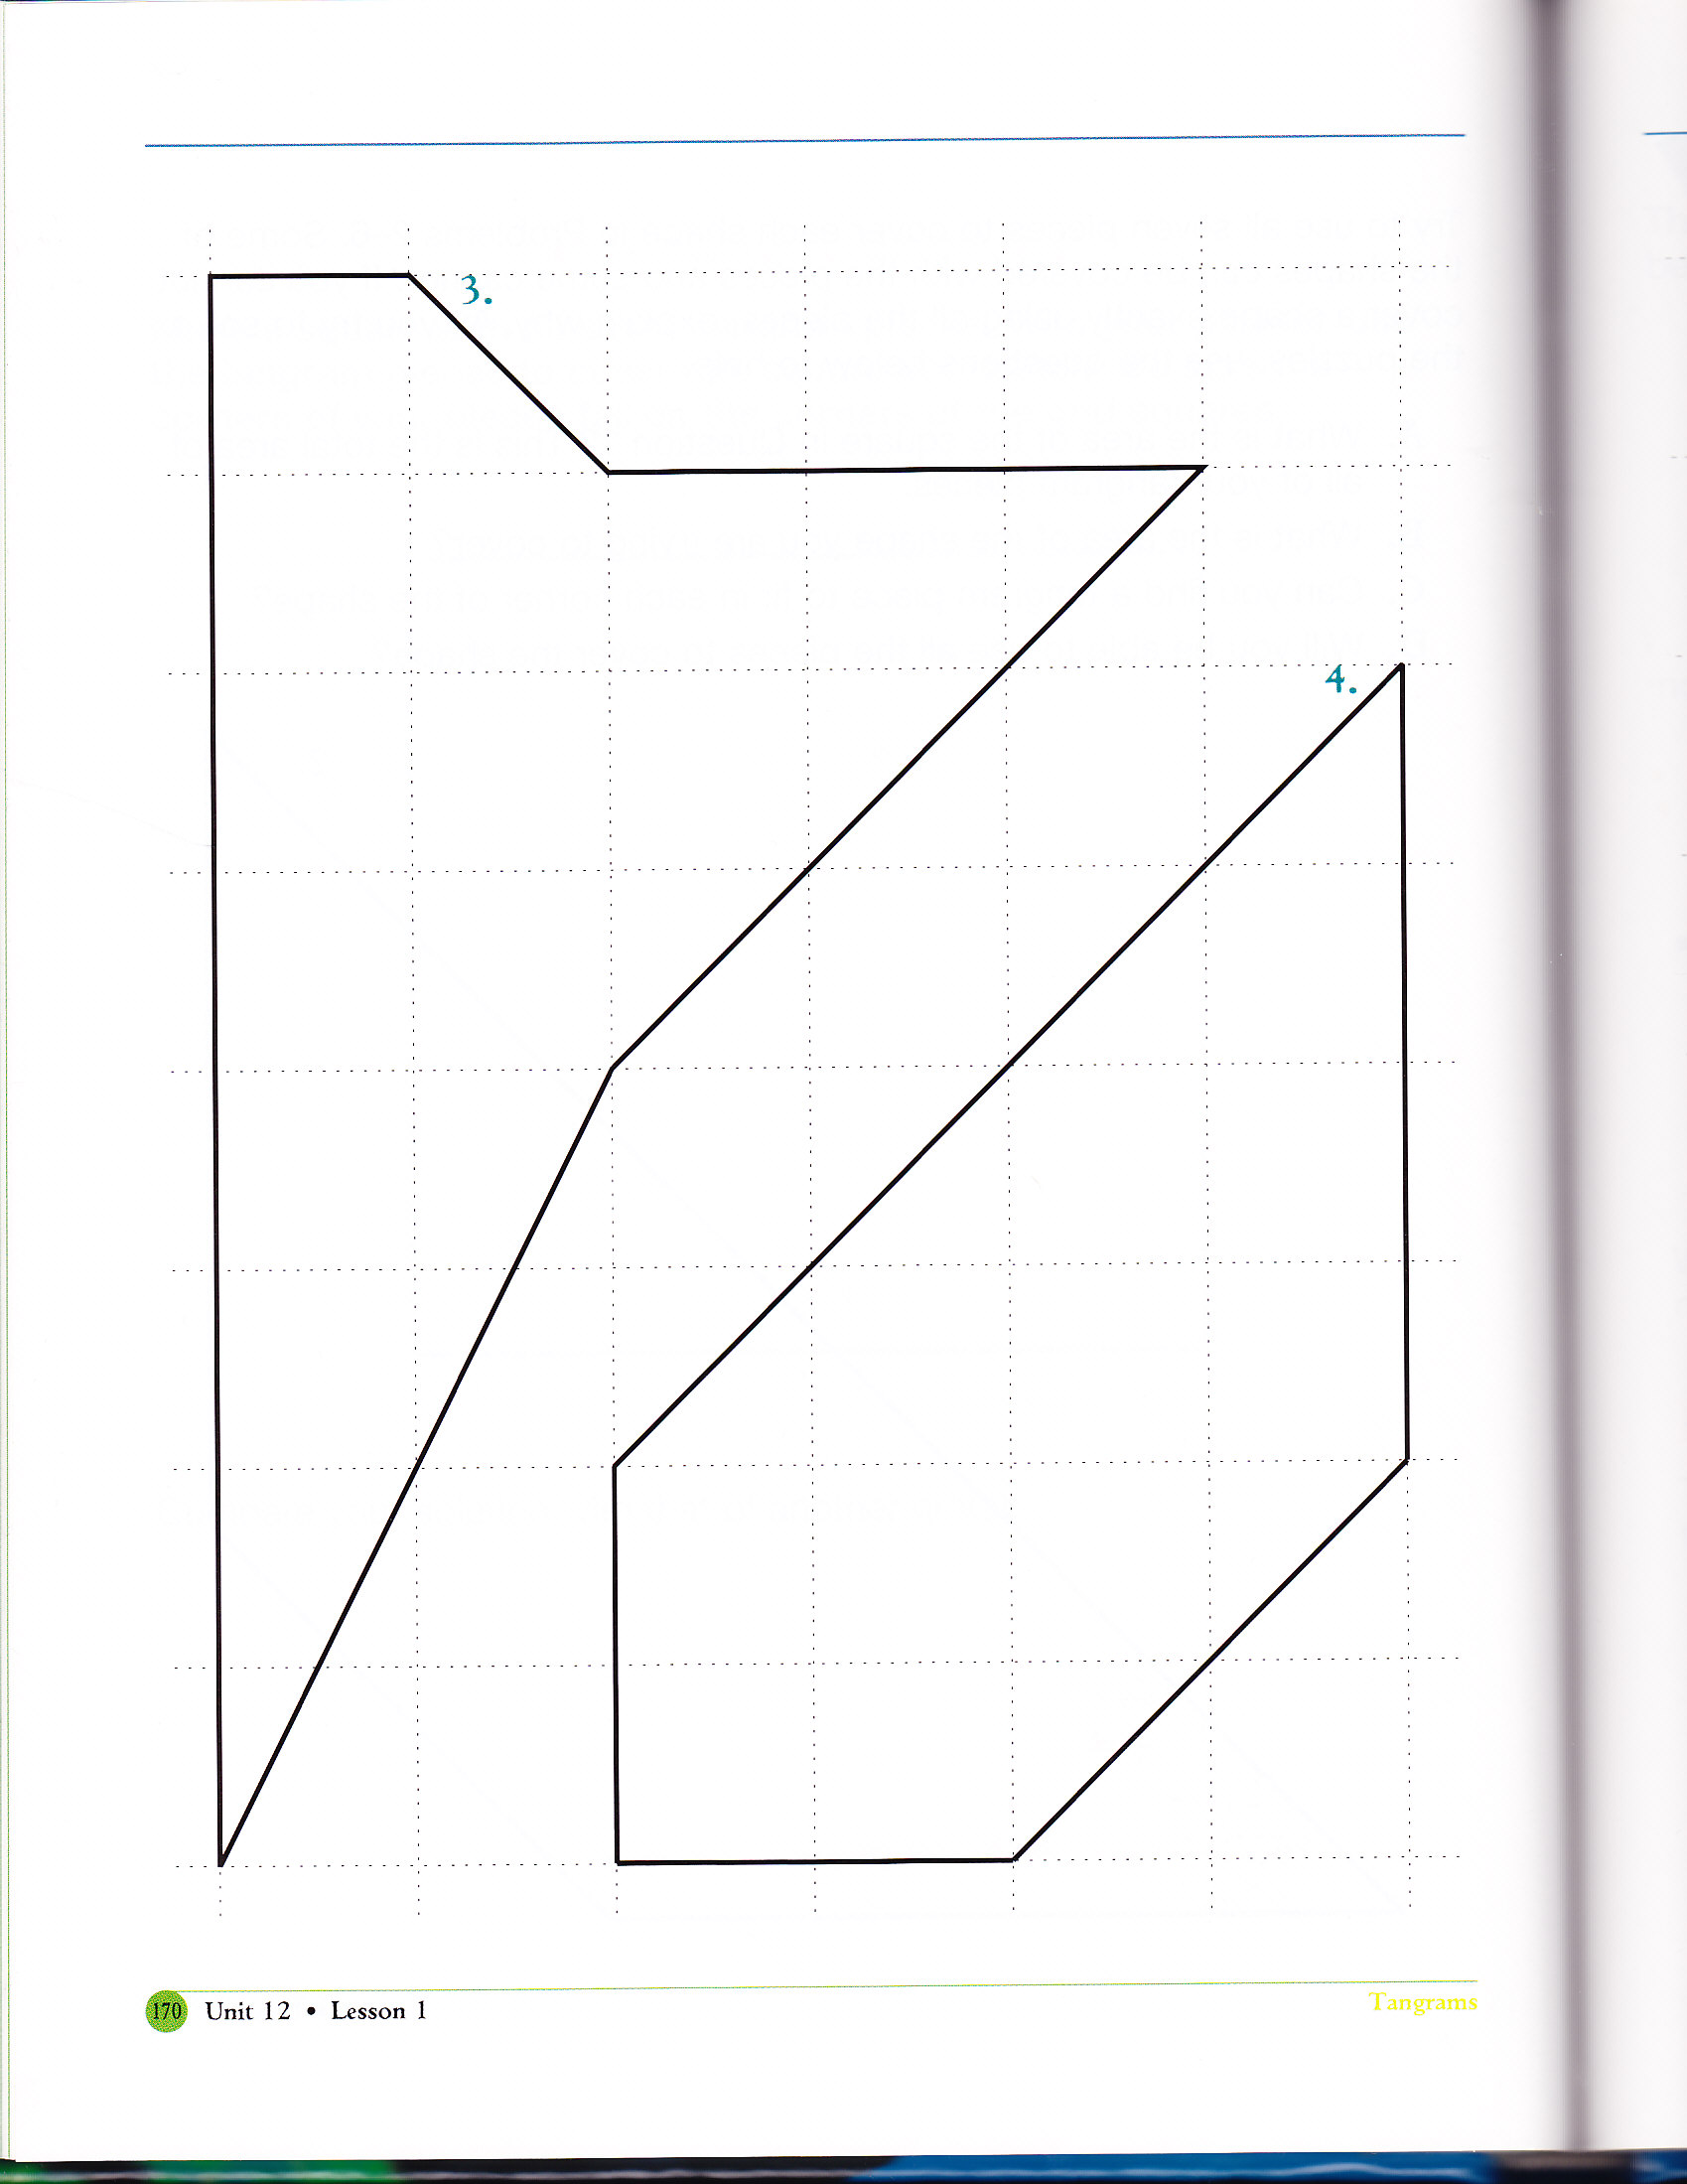 3.
4.
170 Unit 12 • Lesson 1
Tangrams